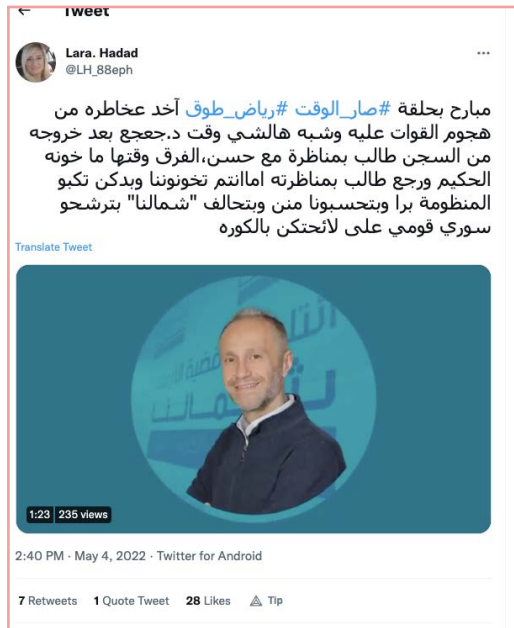 ← Tweet
Lara. Hadad
@LH_88eph
مبارح بحلقة #صار_الوقت #رياض_طوق آخد عخاطره من
هجوم القوات عليه وشبه هالشي وقت د.جعجع بعد خروجه
من السجن طالب بمناظرة مع حسن،الفرق وقتها ما خونه
الحكيم ورجع طالب بمناظرته اماانتم تخونوننا وبدكن تكبو
المنظومة برا وبتحسبونا منن وبتحالف "شمالنا" بترشحو
سوري قومي على لائحتكن بالكوره
Translate Tweet
شمالنا
1:23 235 views
2:40 PM · May 4, 2022 · Twitter for Android
7 Retweets 1 Quote Tweet 28 Likes Tip